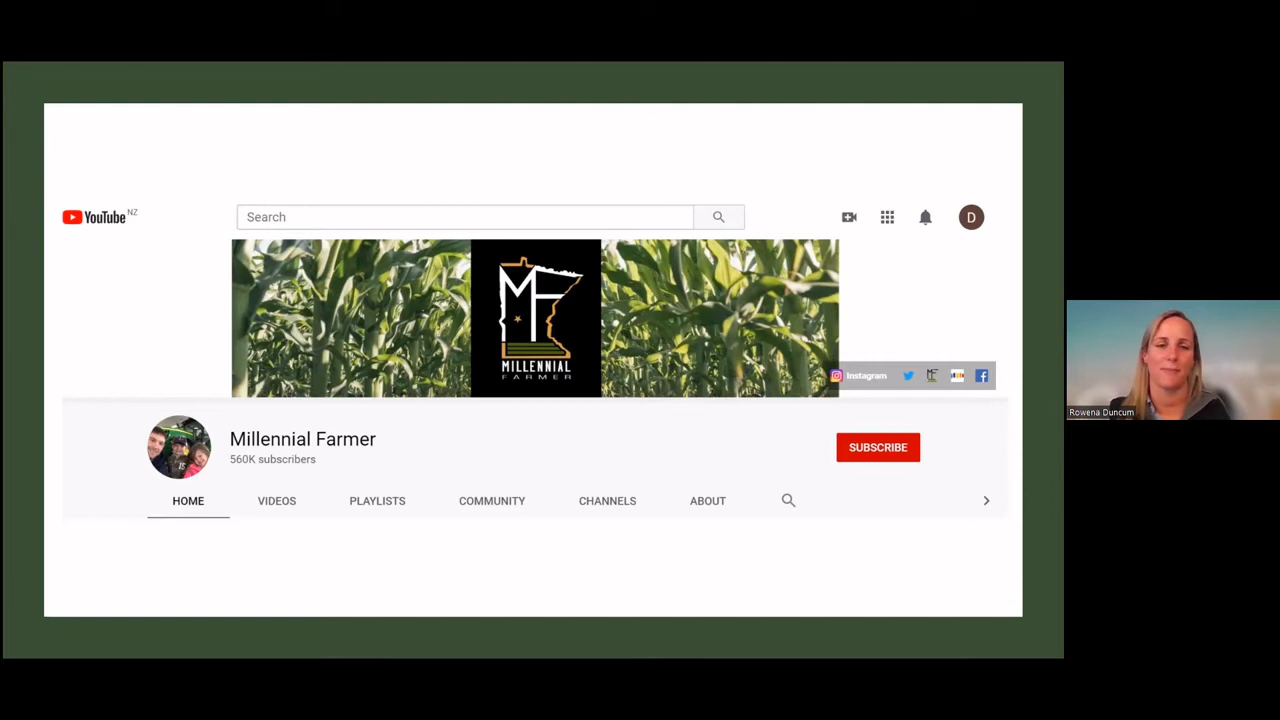 YouTube NZ
Search
D
MF
MILLENNIAL
FARMER
Instagram
Millennial Farmer
560K subscribers
SUBSCRIBE
HOME VIDEOS PLAYLISTS COMMUNITY CHANNELS ABOUT
Rowena Duncum